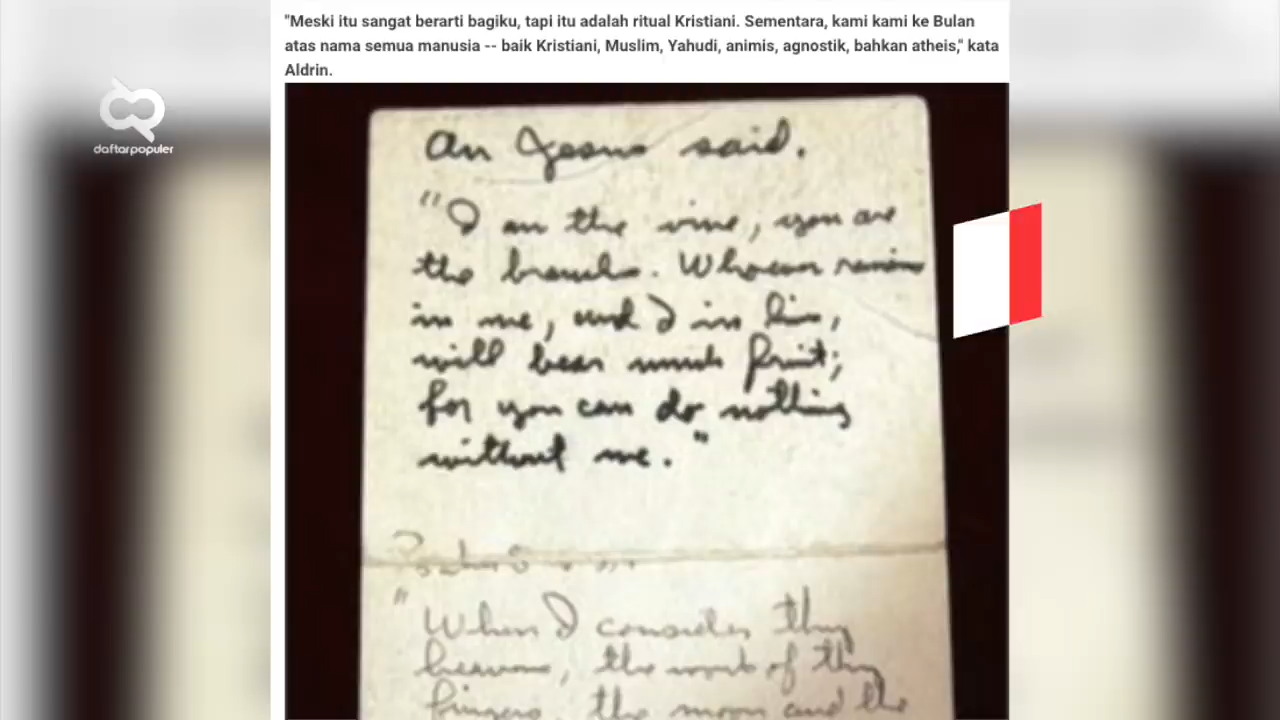 "Meski itu sangat berarti bagiku, tapi itu adalah ritual Kristiani. Sementara, kami kami ke Bulan
atas nama semua manusia -- baik Kristiani, Muslim, Yahudi, animis, agnostik, bahkan atheis," kata
Aldrin.
daftarpopuler
As Jesus said.
"I am the vine, you are
the branches. Whoever remains
in me, and I in him,
will bear much fruit;
for you can do nothing
without me."
"When I consider thy
heavens, the work of thy
fingers, the moon and the